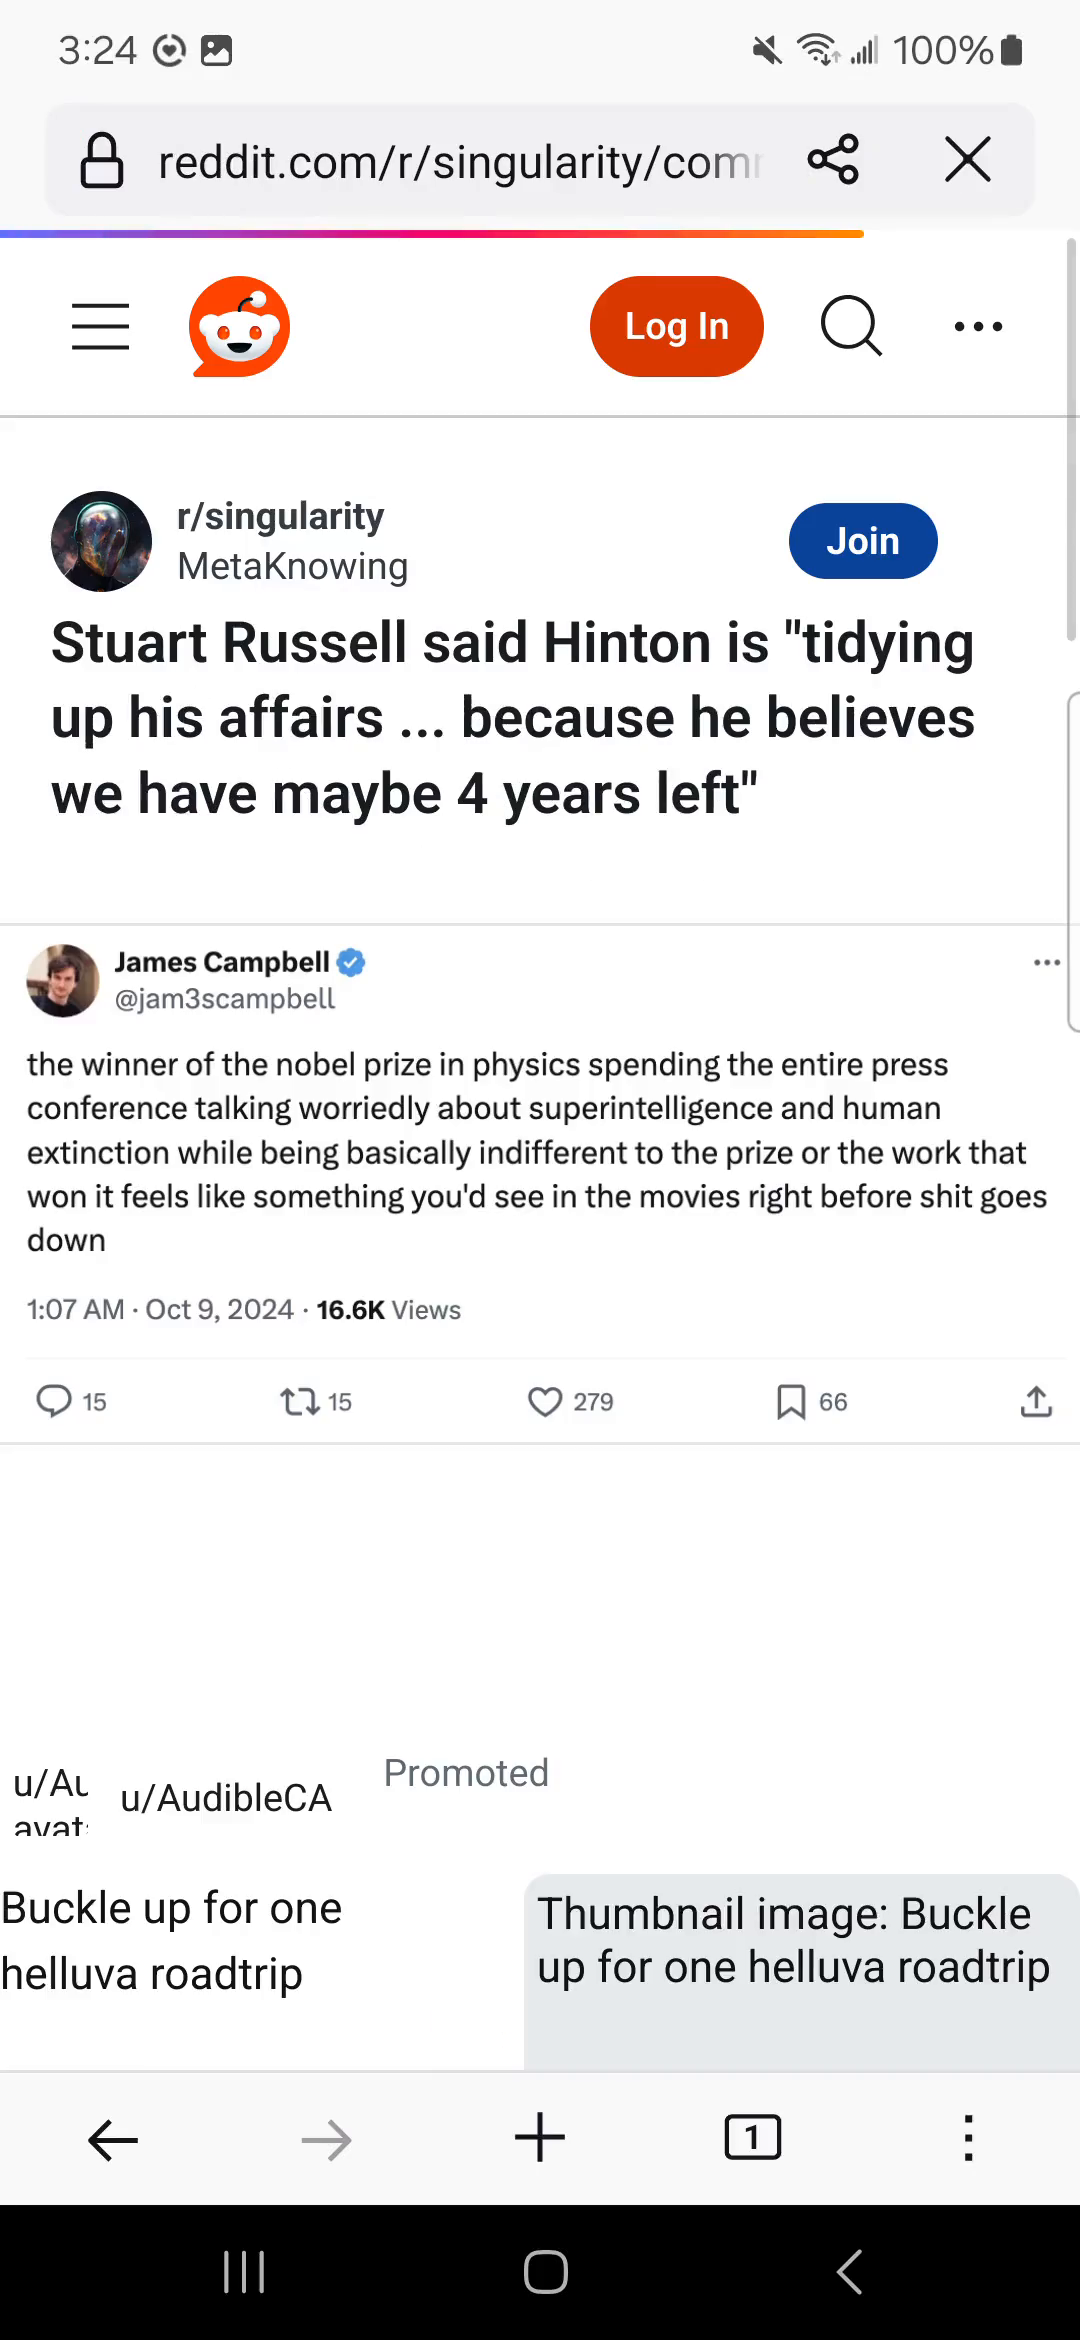 3:24
100%
reddit.com/r/singularity/com
Log In
r/singularity
MetaKnowing
Join
Stuart Russell said Hinton is "tidying
up his affairs ... because he believes
we have maybe 4 years left"
James Campbell
@jam3scampbell
the winner of the nobel prize in physics spending the entire press
conference talking worriedly about superintelligence and human
extinction while being basically indifferent to the prize or the work that
won it feels like something you'd see in the movies right before shit goes
down
1:07 AM · Oct 9, 2024 · 16.6K Views
15 15 279 66
u/Au
avat
u/AudibleCA
Promoted
Buckle up for one
helluva roadtrip
Thumbnail image: Buckle
up for one helluva roadtrip
1